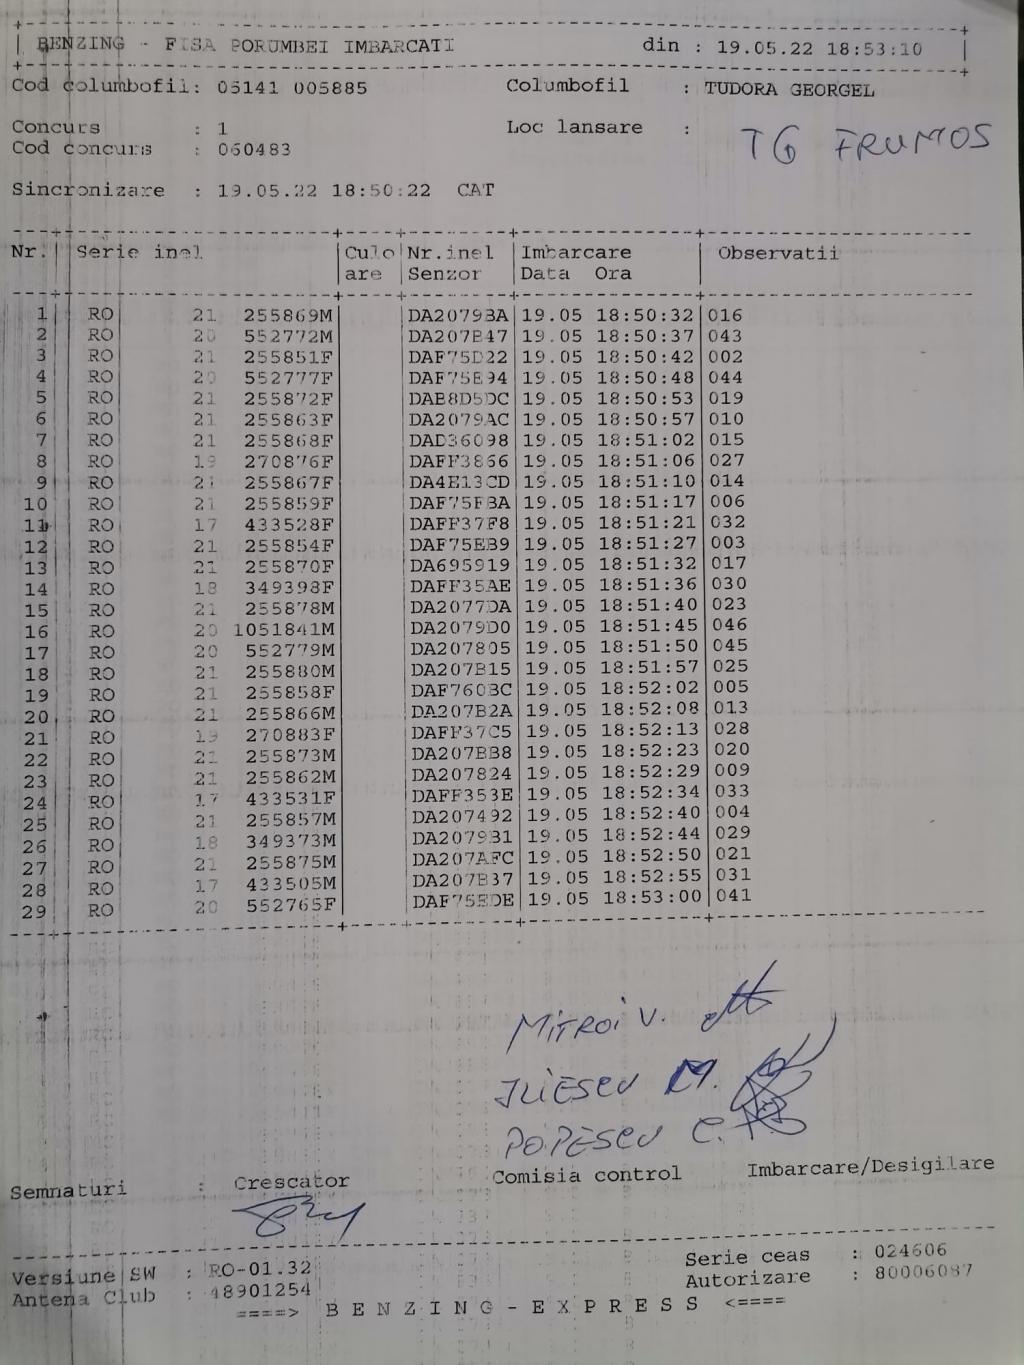 BENZING - FISA PORUMBEI IMBARCATI din : 19.05.22 18:53:10
Cod columbofil: 05141 005885 Columbofil : TUDORA GEORGEL
Concurs : 1 Loc lansare : TG FRUMOS
Cod concurs : 060483
Sincronizare : 19.05.22 18:50:22 CAT
Nr. Serie inel Culo Nr.inel Imbarcare Observatii
are Senzor Data Ora
1 RO 21 255869M DA2079BA 19.05 18:50:32 016
2 RO 20 552772M DA207B47 19.05 18:50:37 043
3 RO 21 255851F DAF75D22 19.05 18:50:42 002
4 RO 20 552777F DAF75E94 19.05 18:50:48 044
5 RO 21 255872F DAB8D5DC 19.05 18:50:53 019
6 RO 21 255863F DA2079AC 19.05 18:50:57 010
7 RO 21 255868F DAD36098 19.05 18:51:02 015
8 RO 19 270876F DAFF3866 19.05 18:51:06 027
9 RO 21 255867F DA4E13CD 19.05 18:51:10 014
10 RO 21 255859F DAF75FBA 19.05 18:51:17 006
11 RO 17 433528F DAFF37F8 19.05 18:51:21 032
12 RO 21 255854F DAF75EB9 19.05 18:51:27 003
13 RO 21 255870F DA695919 19.05 18:51:32 017
14 RO 18 349398F DAFF35AE 19.05 18:51:36 030
15 RO 21 255878M DA2077DA 19.05 18:51:40 023
16 RO 20 1051841M DA2079D0 19.05 18:51:45 046
17 RO 20 552779M DA207805 19.05 18:51:50 045
18 RO 21 255880M DA207B15 19.05 18:51:57 025
19 RO 21 255858F DAF760BC 19.05 18:52:02 005
20 RO 21 255866M DA207B2A 19.05 18:52:08 013
21 RO 19 270883F DAFF37C5 19.05 18:52:13 028
22 RO 21 255873M DA207BB8 19.05 18:52:23 020
23 RO 21 255862M DA207824 19.05 18:52:29 009
24 RO 17 433531F DAFF353E 19.05 18:52:34 033
25 RO 21 255857M DA207492 19.05 18:52:40 004
26 RO 18 349373M DA2079B1 19.05 18:52:44 029
27 RO 21 255875M DA207AFC 19.05 18:52:50 021
28 RO 17 433505M DA207B37 19.05 18:52:55 031
29 RO 20 552765F DAF75EDE 19.05 18:53:00 041
MITROI V.
ILIESCU M.
POPESCU C.
Semnaturi : Crescator Comisia control Imbarcare/Desigilare
Versiune SW : RO-01.32 Serie ceas : 024606
Antena Club : 48901254 Autorizare : 80006087
====> BENZING-EXPRESS <====